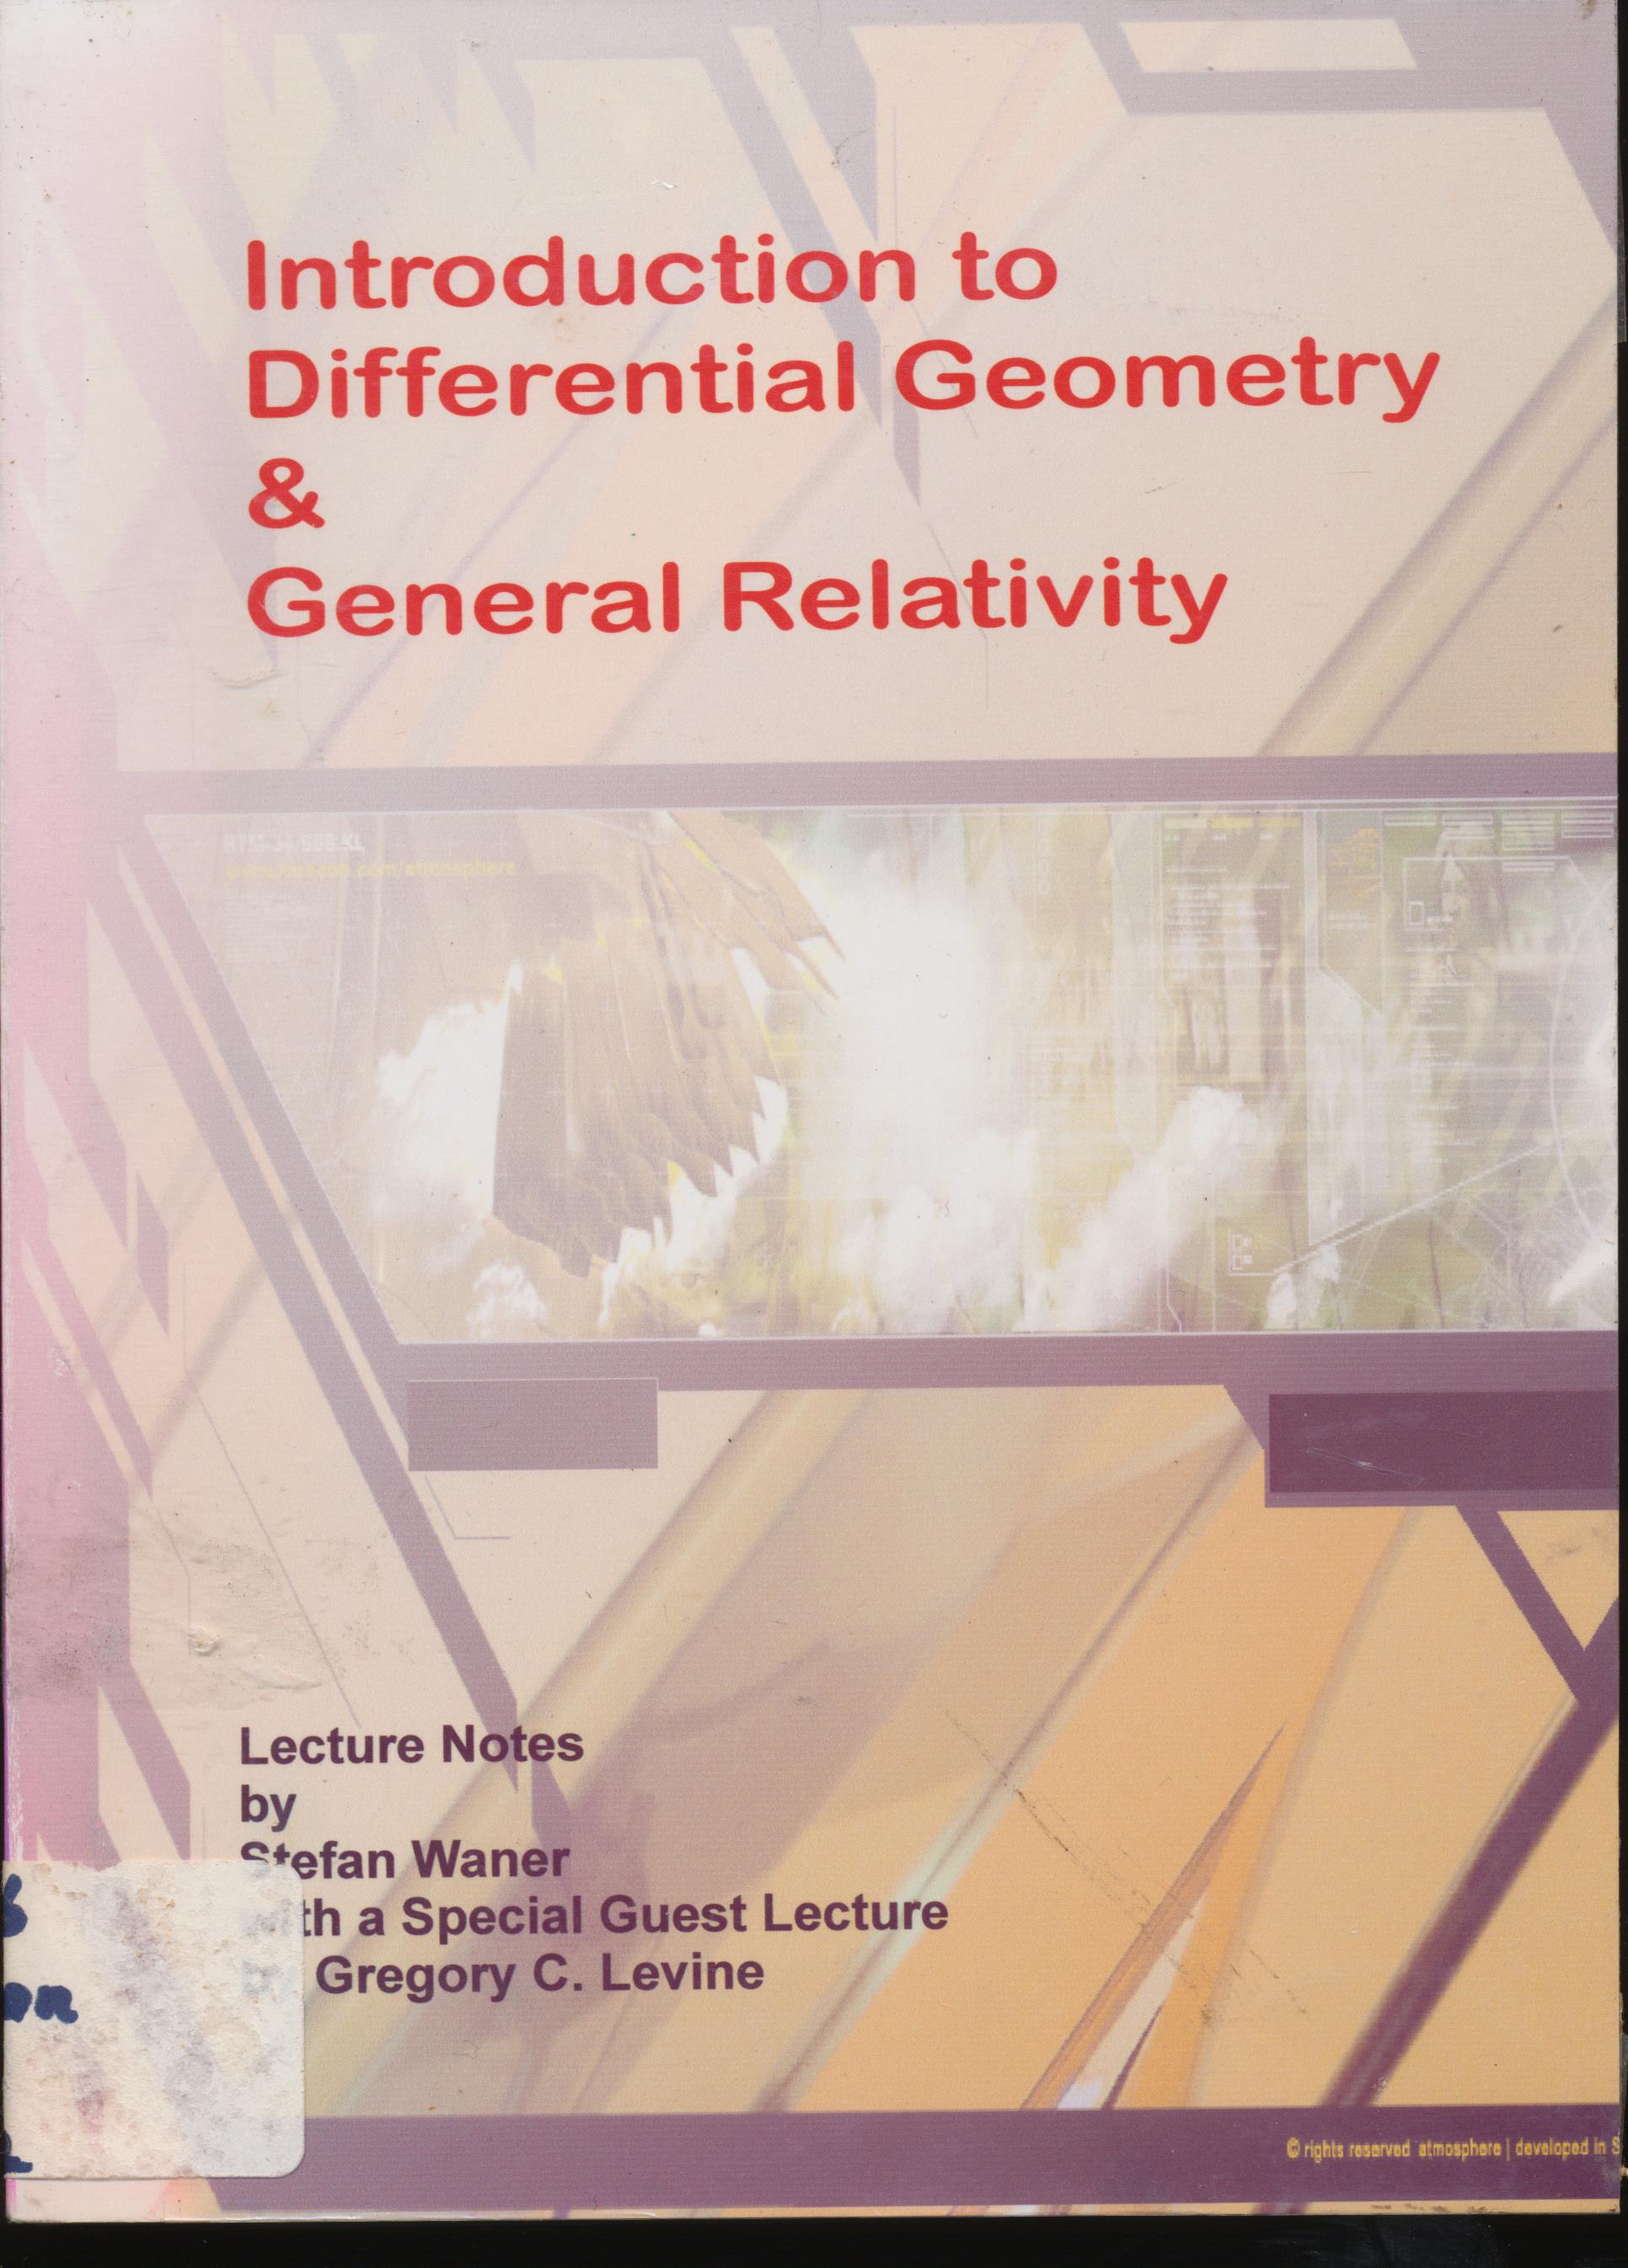 Introduction to
Differential Geometry
&
General Relativity
Lecture Notes
by
Stefan Waner
th a Special Guest Lecture
Gregory C. Levine
© rights reserved atmosphere | developed in S